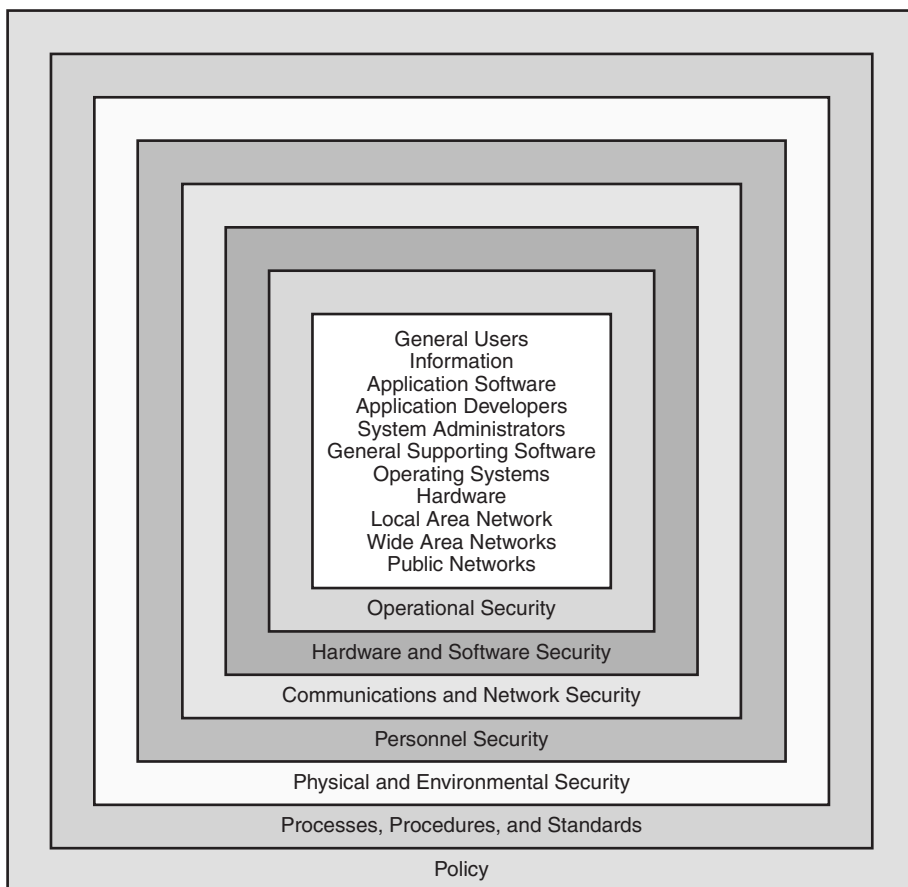 General Users
Information
Application Software
Application Developers
System Administrators
General Supporting Software
Operating Systems
Hardware
Local Area Network
Wide Area Networks
Public Networks
Operational Security
Hardware and Software Security
Communications and Network Security
Personnel Security
Physical and Environmental Security
Processes, Procedures, and Standards
Policy